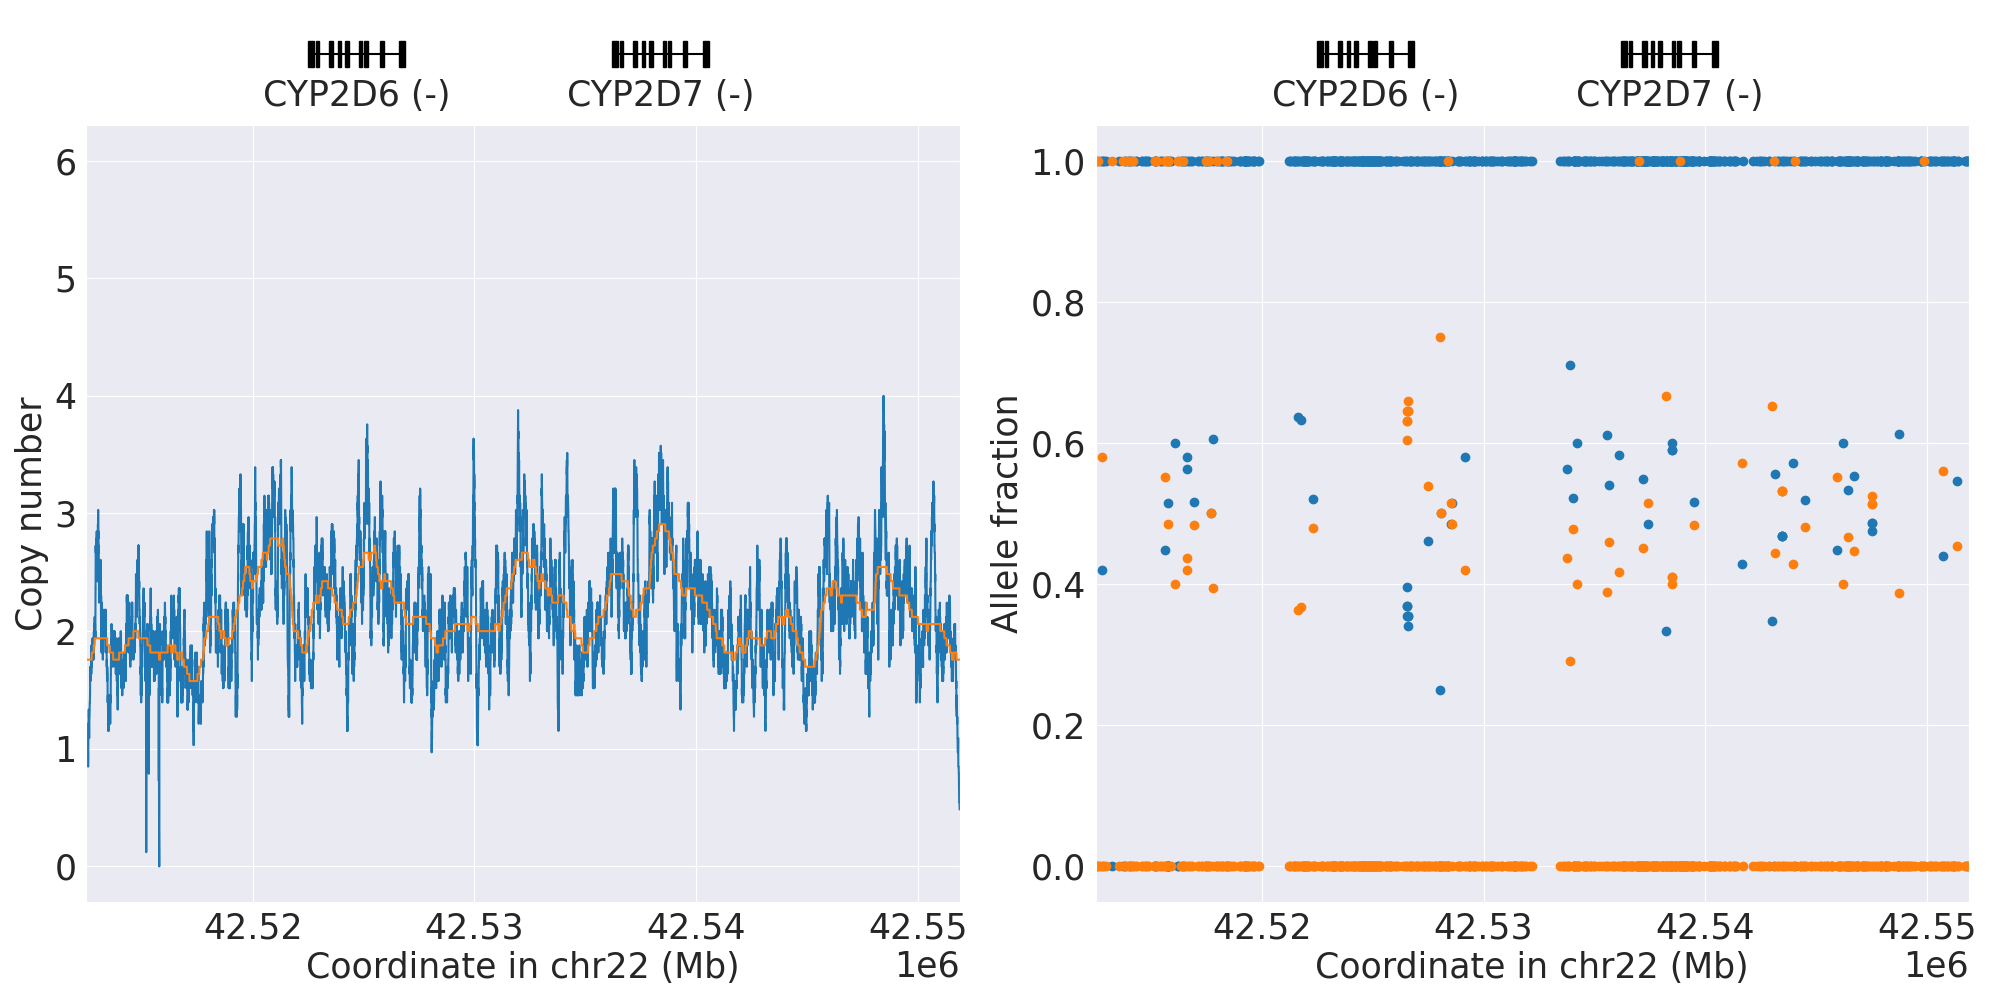 CYP2D6 (-) CYP2D7 (-)
6
5
4
3
2
1
0
Copy number
42.52 42.53 42.54 42.55
Coordinate in chr22 (Mb) 1e6
CYP2D6 (-) CYP2D7 (-)
1.0
0.8
0.6
0.4
0.2
0.0
Allele fraction
42.52 42.53 42.54 42.55
Coordinate in chr22 (Mb) 1e6